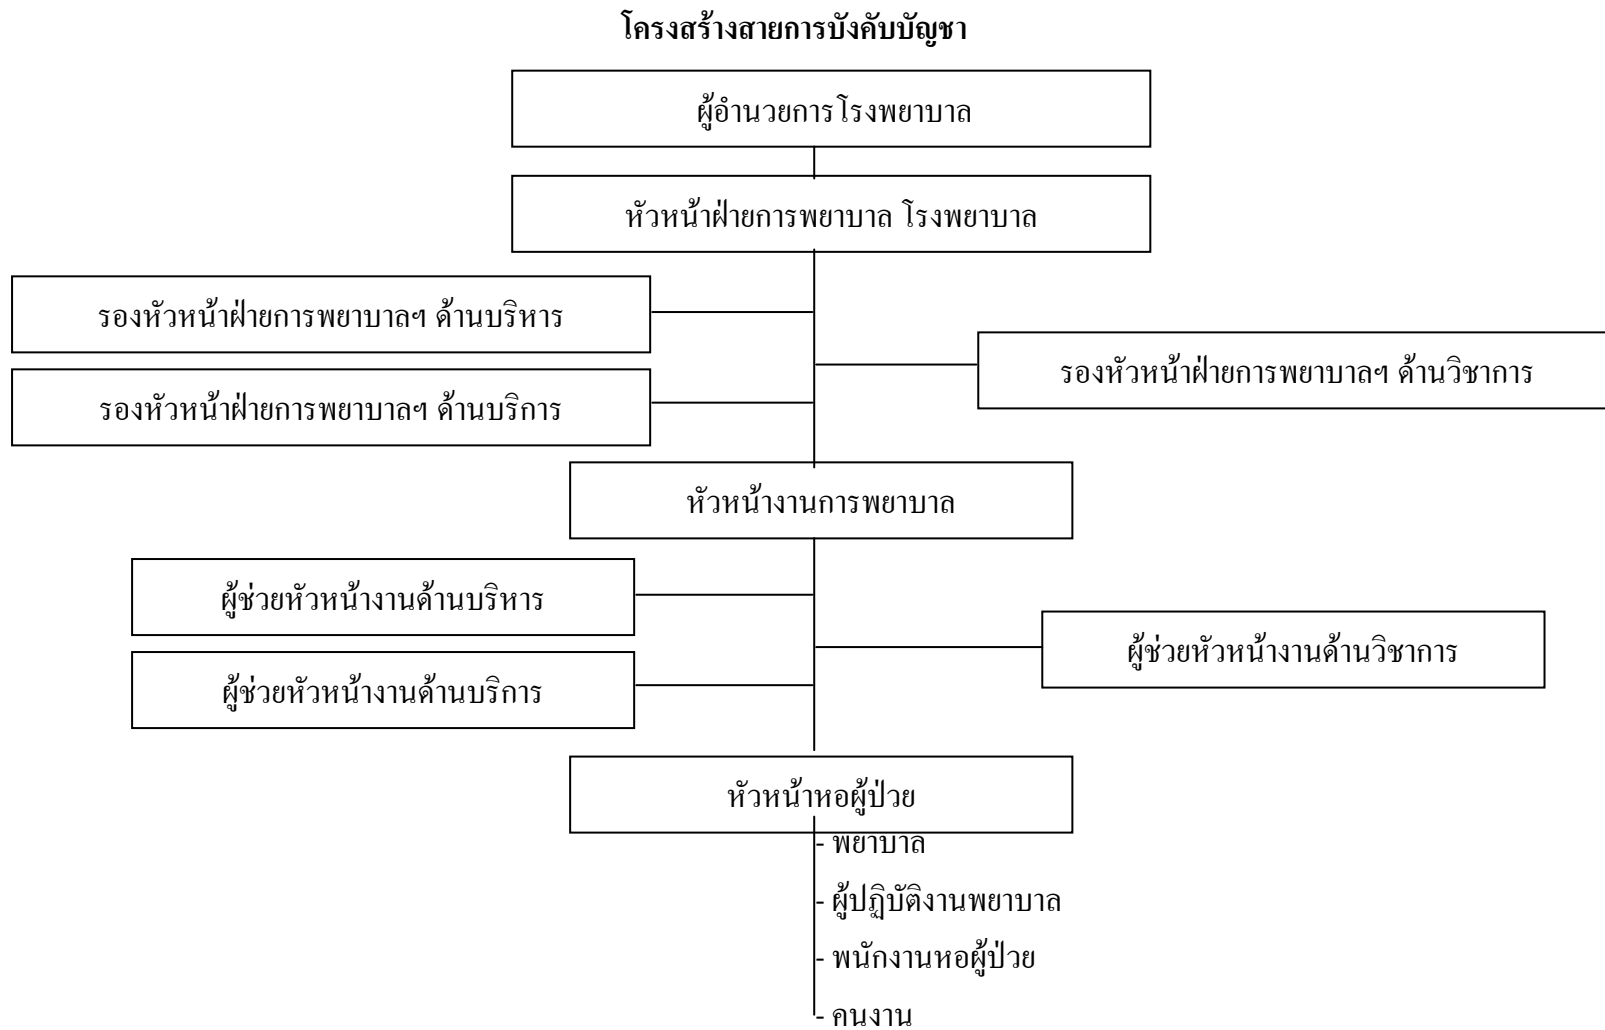 โครงสร้างสายการบังคับบัญชา
ผู้อำนวยการโรงพยาบาล
หัวหน้าฝ่ายการพยาบาล โรงพยาบาล
รองหัวหน้าฝ่ายการพยาบาลฯ ด้านบริหาร
รองหัวหน้าฝ่ายการพยาบาลฯ ด้านวิชาการ
รองหัวหน้าฝ่ายการพยาบาลฯ ด้านบริการ
หัวหน้างานการพยาบาล
ผู้ช่วยหัวหน้างานด้านบริหาร
ผู้ช่วยหัวหน้างานด้านวิชาการ
ผู้ช่วยหัวหน้างานด้านบริการ
หัวหน้าหอผู้ป่วย
- พยาบาล
- ผู้ปฏิบัติงานพยาบาล
- พนักงานหอผู้ป่วย
- คนงาน